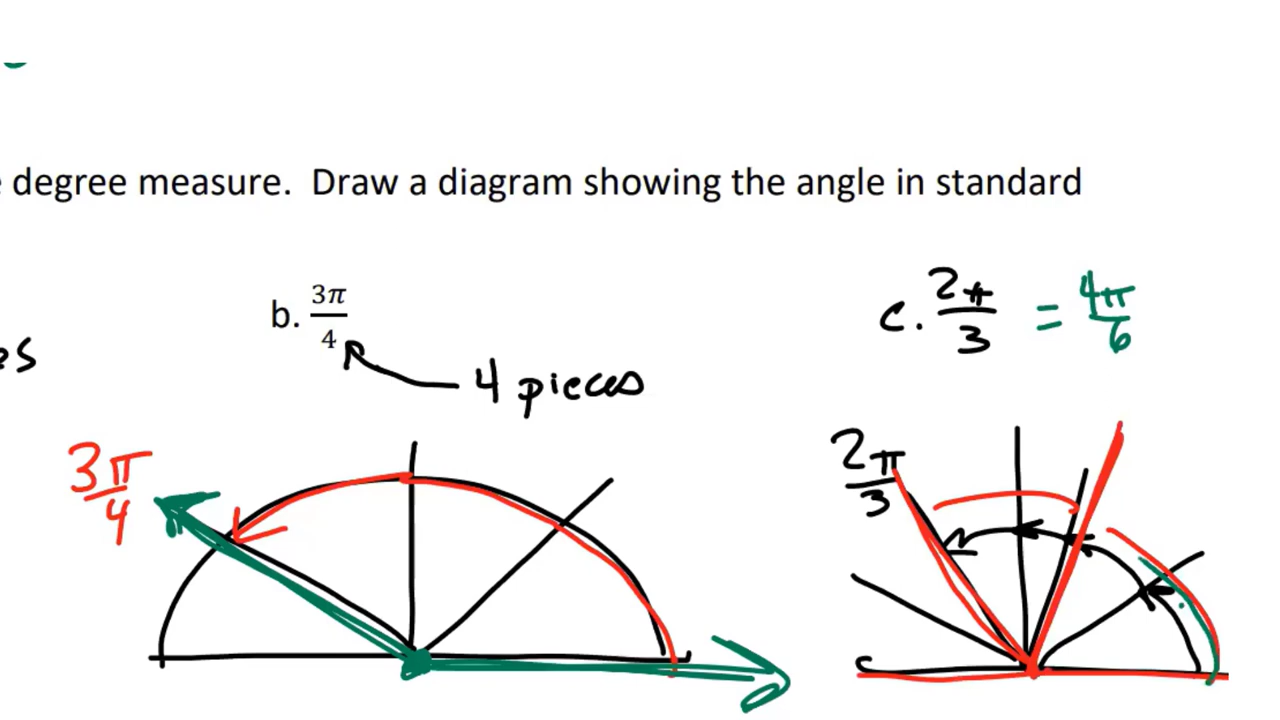 e degree measure. Draw a diagram showing the angle in standard
b. 3π/4
c. 2π/3 = 4π/6
es
4 pieces
3π/4
2π/3